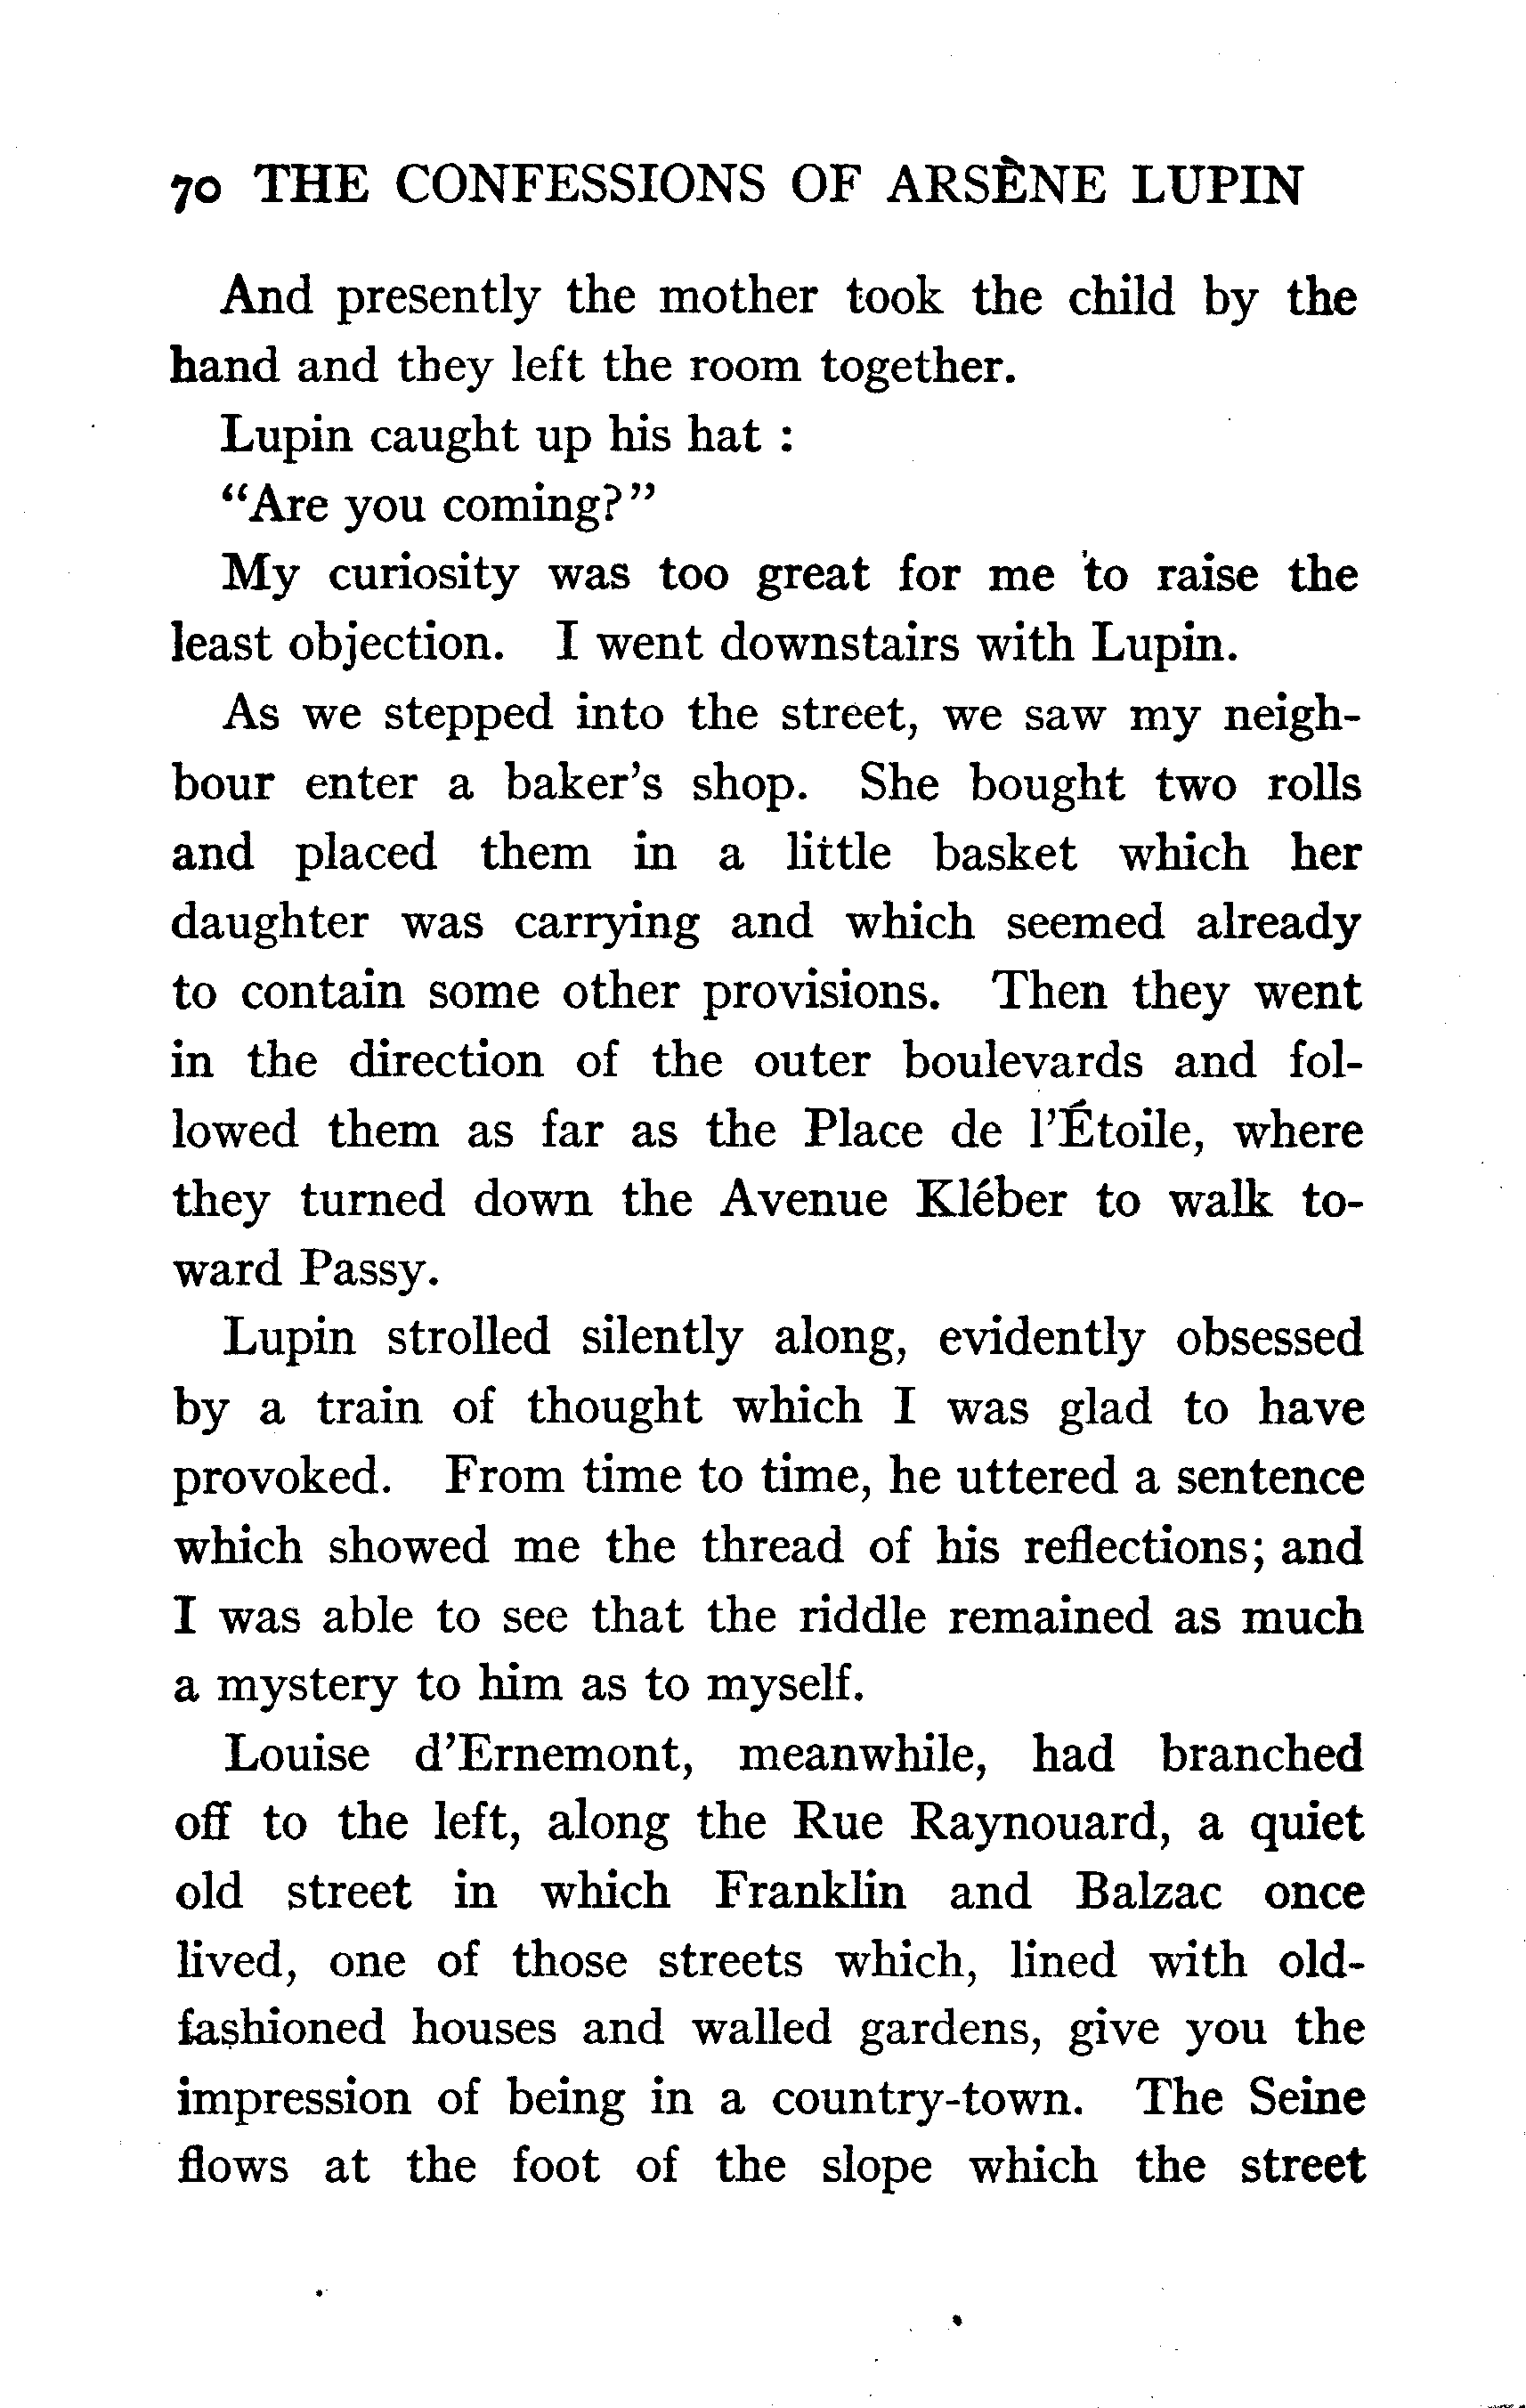 70 THE CONFESSIONS OF ARSÈNE LUPIN
And presently the mother took the child by the
hand and they left the room together.
Lupin caught up his hat :
“Are you coming?”
My curiosity was too great for me to raise the
least objection. I went downstairs with Lupin.
As we stepped into the street, we saw my neigh-
bour enter a baker's shop. She bought two rolls
and placed them in a little basket which her
daughter was carrying and which seemed already
to contain some other provisions. Then they went
in the direction of the outer boulevards and fol-
lowed them as far as the Place de l'Étoile, where
they turned down the Avenue Kléber to walk to-
ward Passy.
Lupin strolled silently along, evidently obsessed
by a train of thought which I was glad to have
provoked. From time to time, he uttered a sentence
which showed me the thread of his reflections; and
I was able to see that the riddle remained as much
a mystery to him as to myself.
Louise d'Ernemont, meanwhile, had branched
off to the left, along the Rue Raynouard, a quiet
old street in which Franklin and Balzac once
lived, one of those streets which, lined with old-
fashioned houses and walled gardens, give you the
impression of being in a country-town. The Seine
flows at the foot of the slope which the street